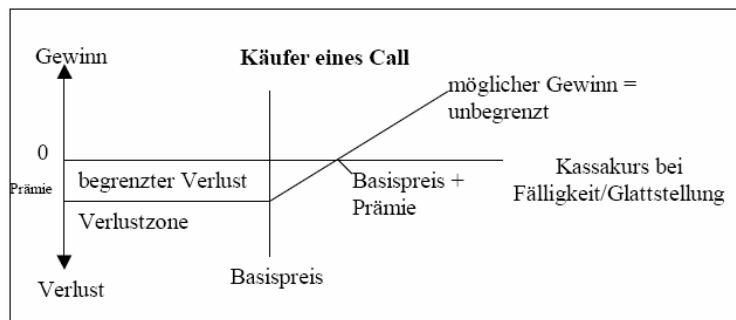 Gewinn
Käufer eines Call
möglicher Gewinn =
unbegrenzt
0
Prämie
begrenzter Verlust
Basispreis +
Prämie
Kassakurs bei
Fälligkeit/Glattstellung
Verlustzone
Basispreis
Verlust